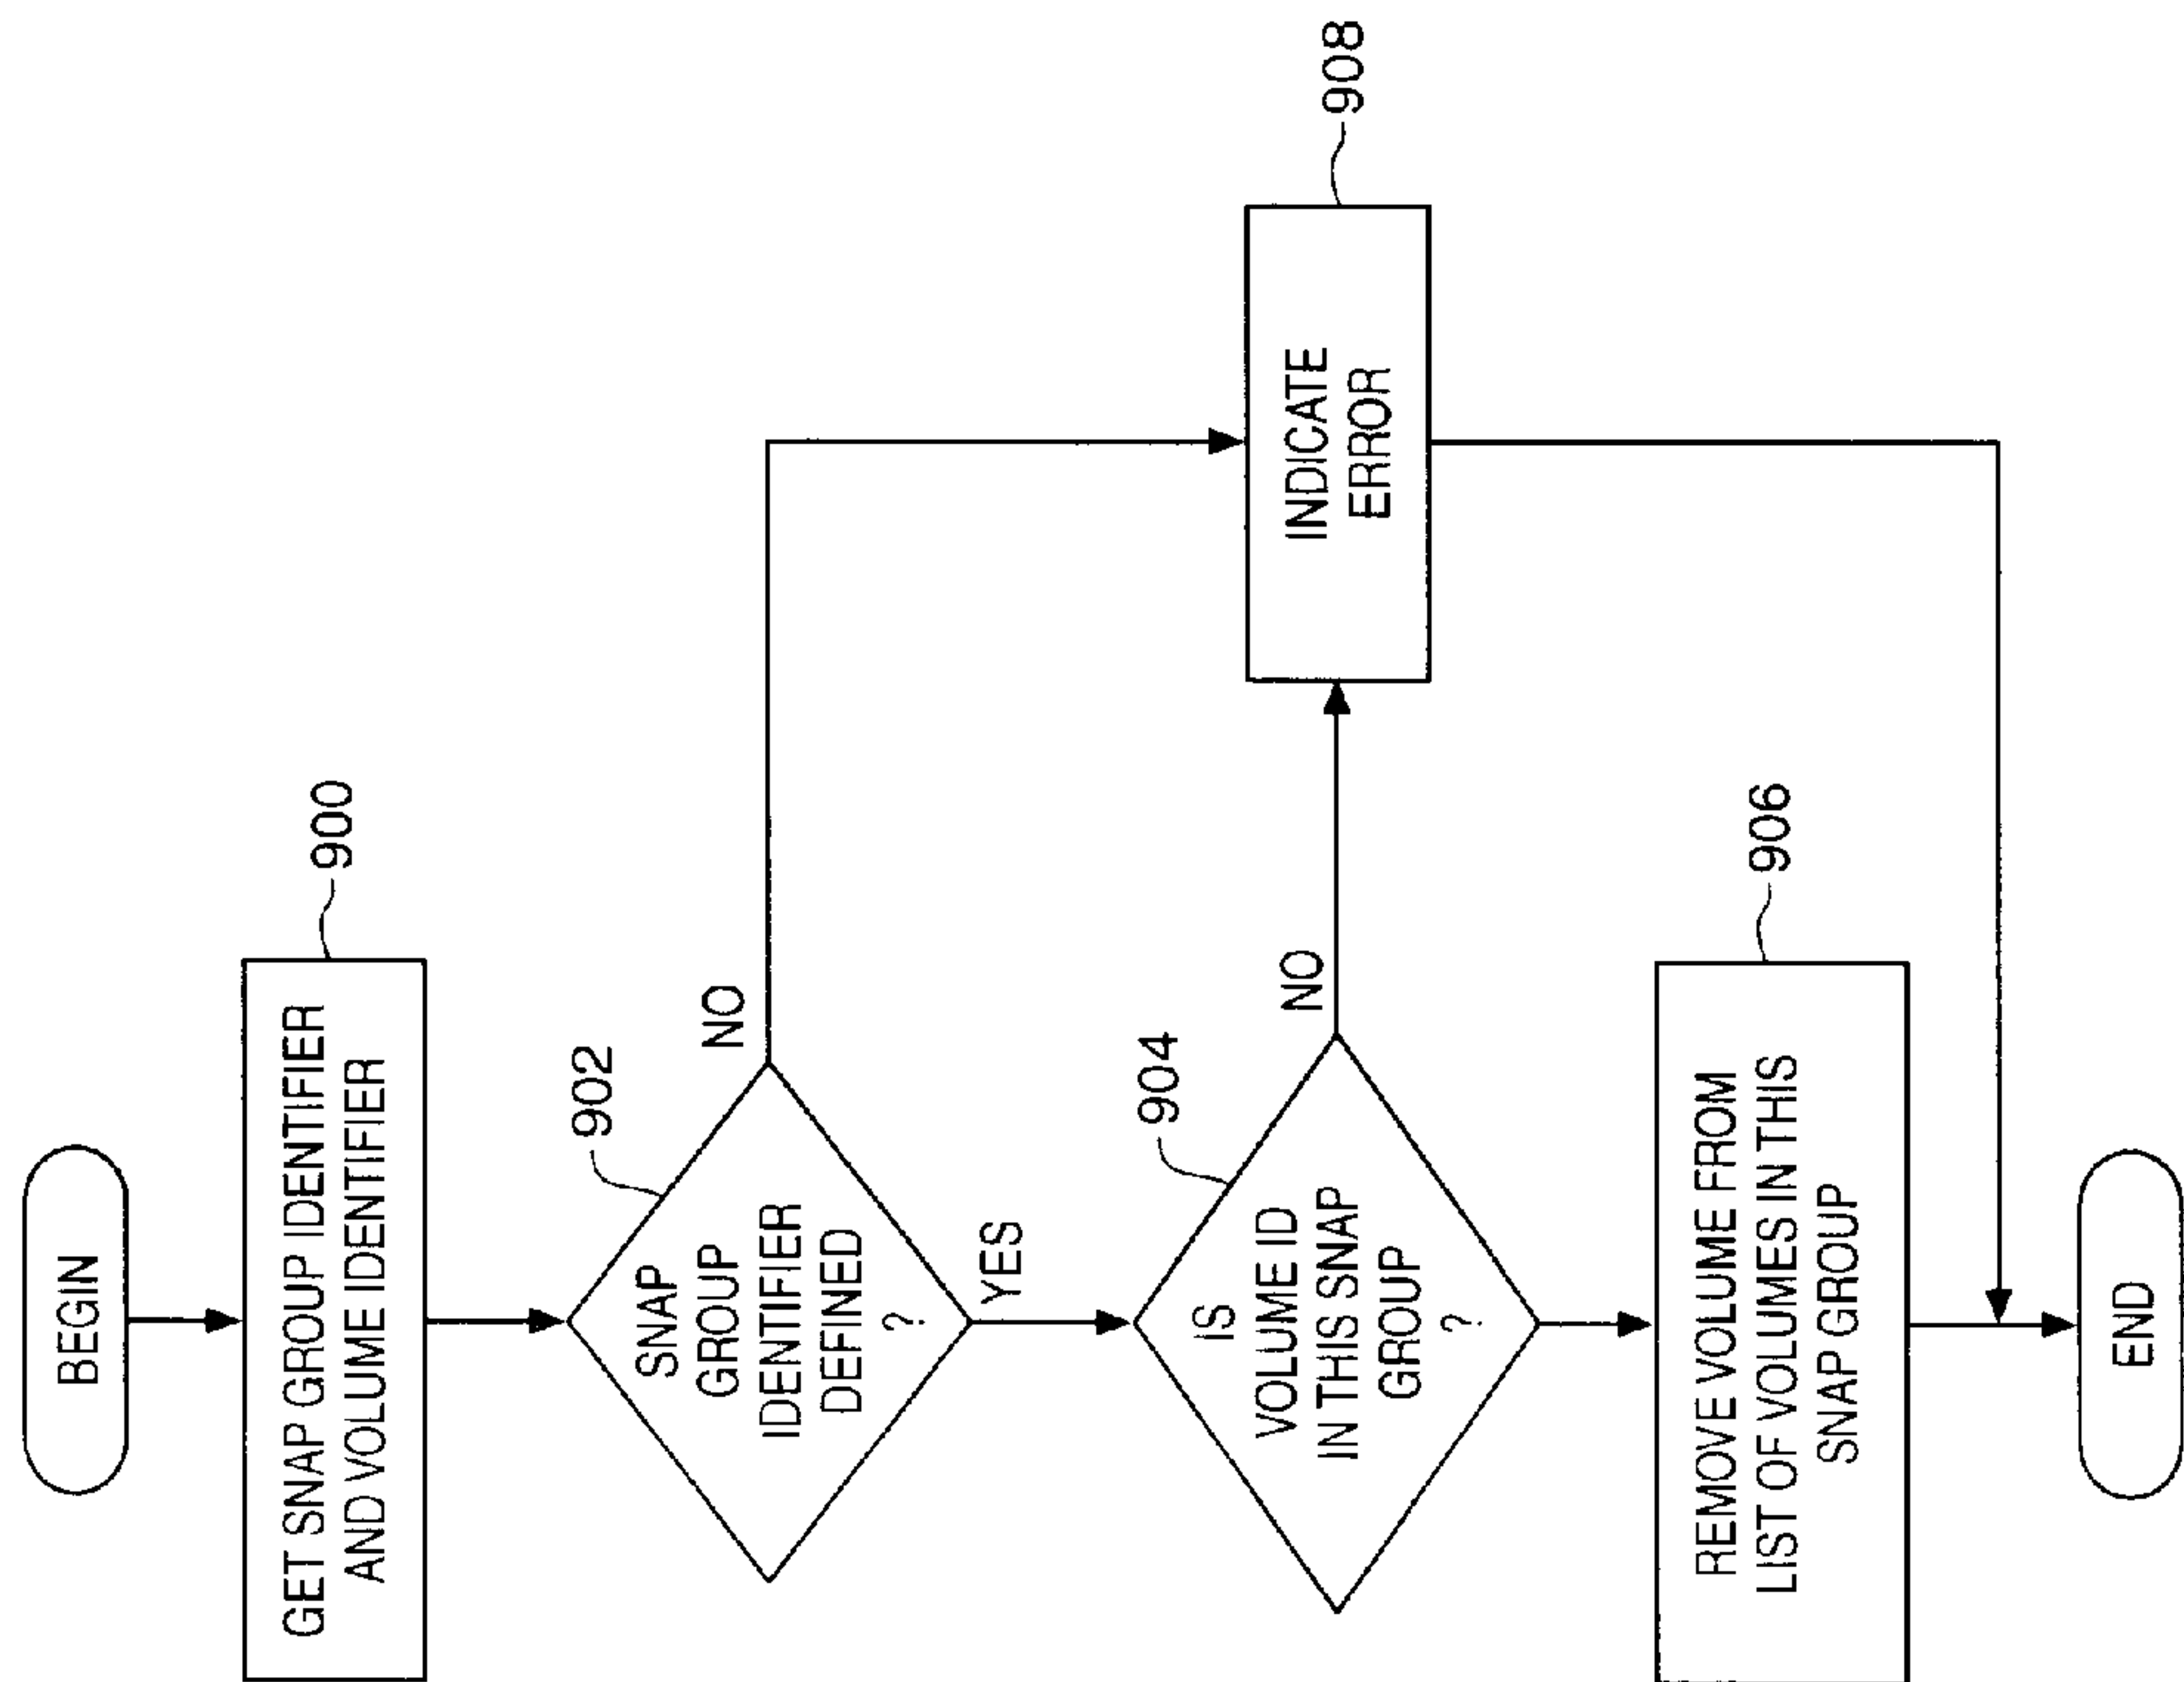 BEGIN
900
GET SNAP GROUP IDENTIFIER
AND VOLUME IDENTIFIER
902
SNAP
GROUP
IDENTIFIER
DEFINED
?
NO
YES
904
IS
VOLUME ID
IN THIS SNAP
GROUP
?
NO
908
INDICATE
ERROR
906
REMOVE VOLUME FROM
LIST OF VOLUMES IN THIS
SNAP GROUP
END